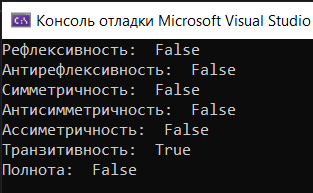 Консоль отладки Microsoft Visual Studio
Рефлексивность:  False
Антирефлексивность:  False
Симметричность:  False
Антисимметричность:  False
Ассиметричность:  False
Транзитивность:  True
Полнота:  False